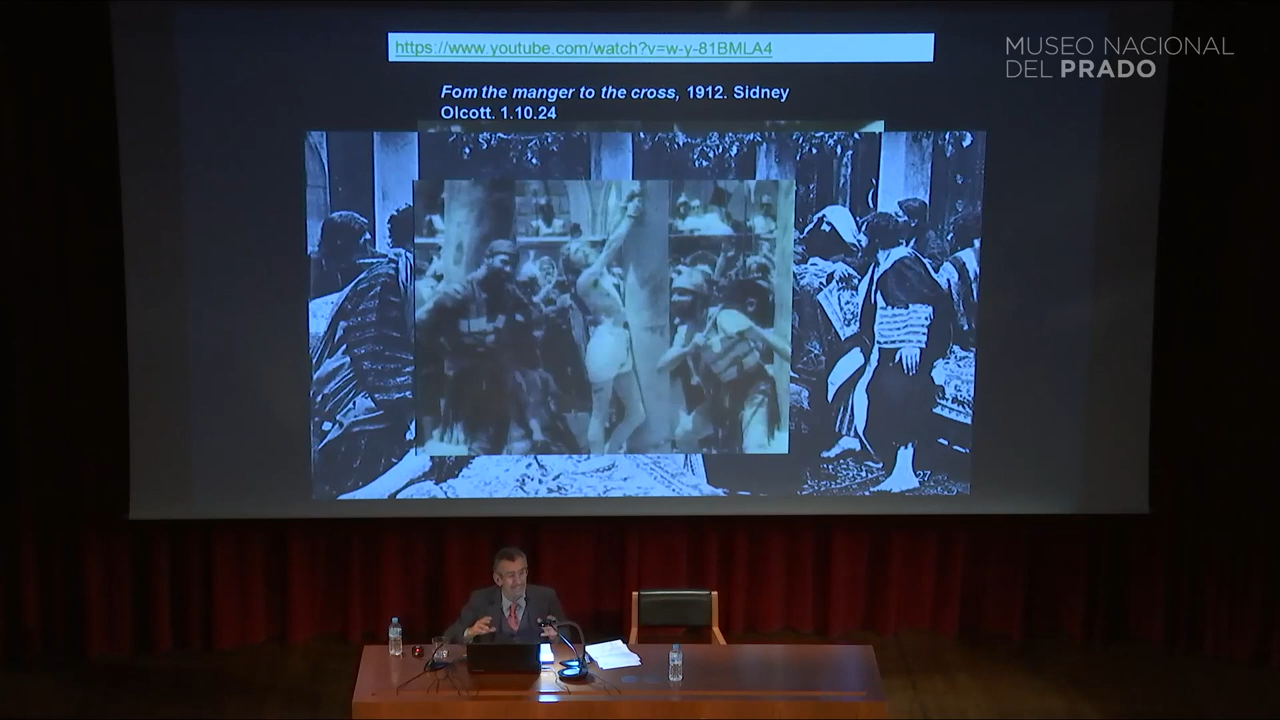 https://www.youtube.com/watch?v=w-y-81BMLA4
MUSEO NACIONAL
DEL PRADO
Fom the manger to the cross, 1912. Sidney
Olcott. 1.10.24
27